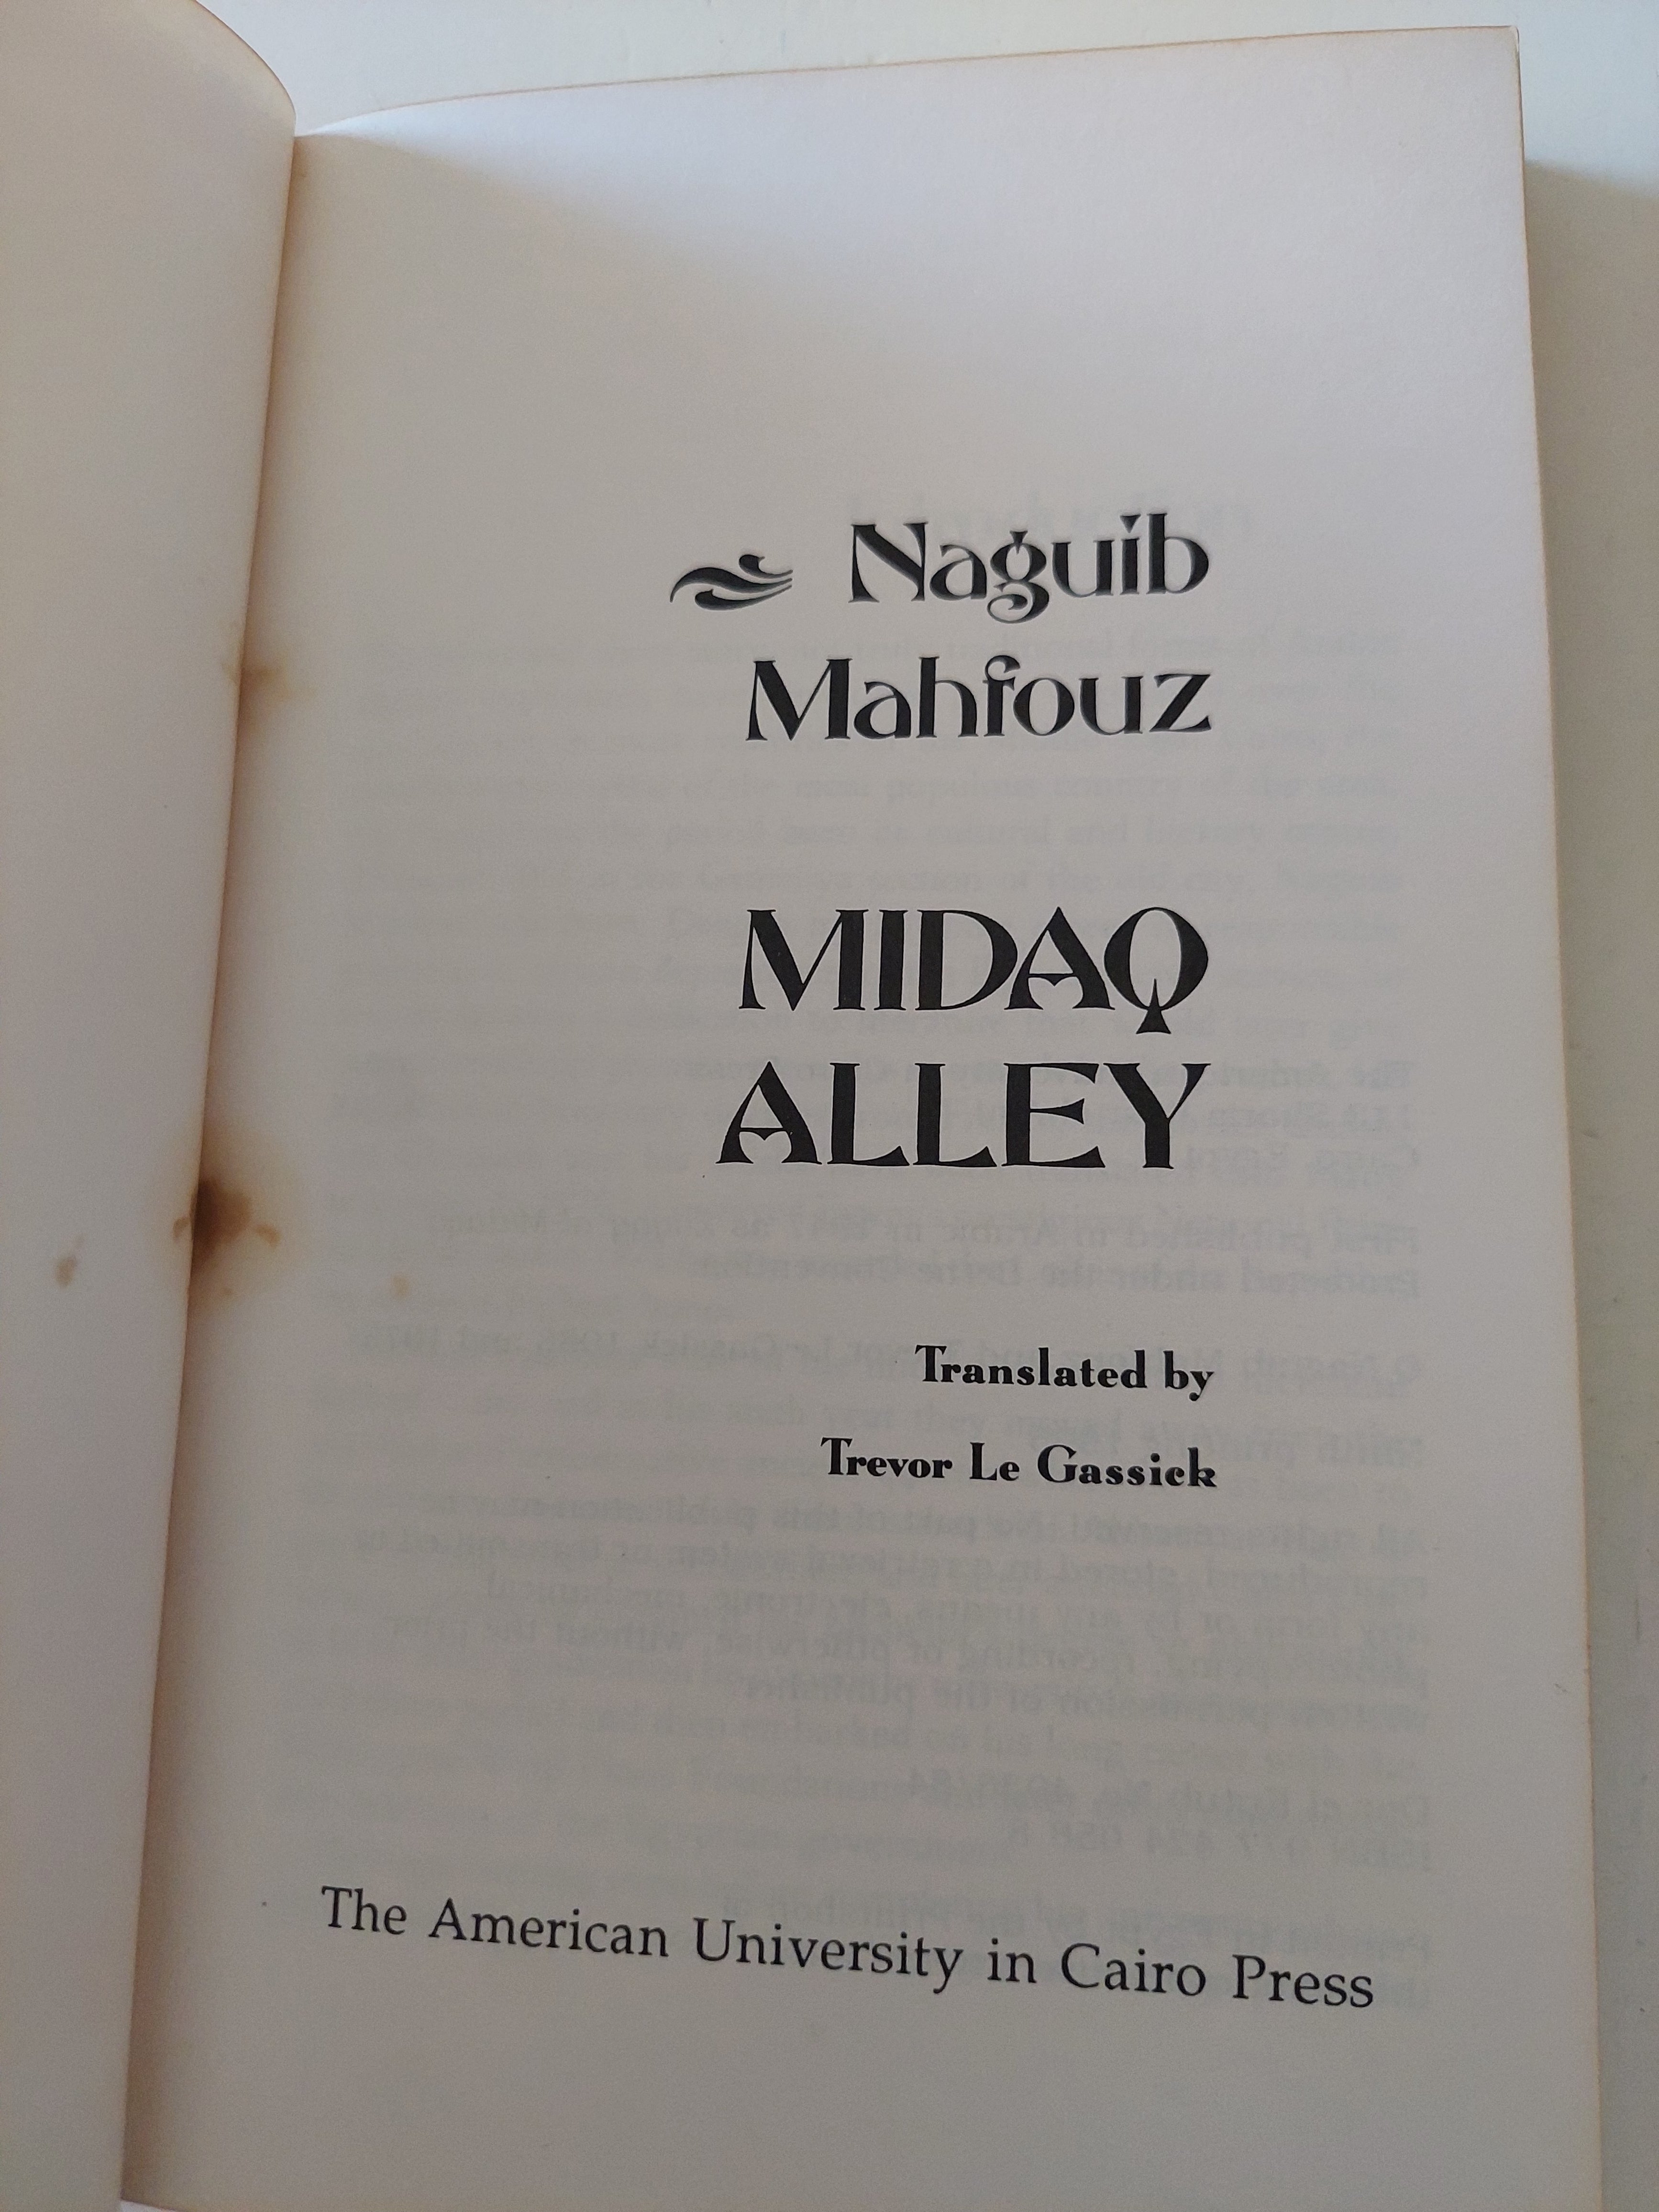 Naguib
Mahfouz
MIDAQ
ALLEY
Translated by
Trevor Le Gassick
The American University in Cairo Press